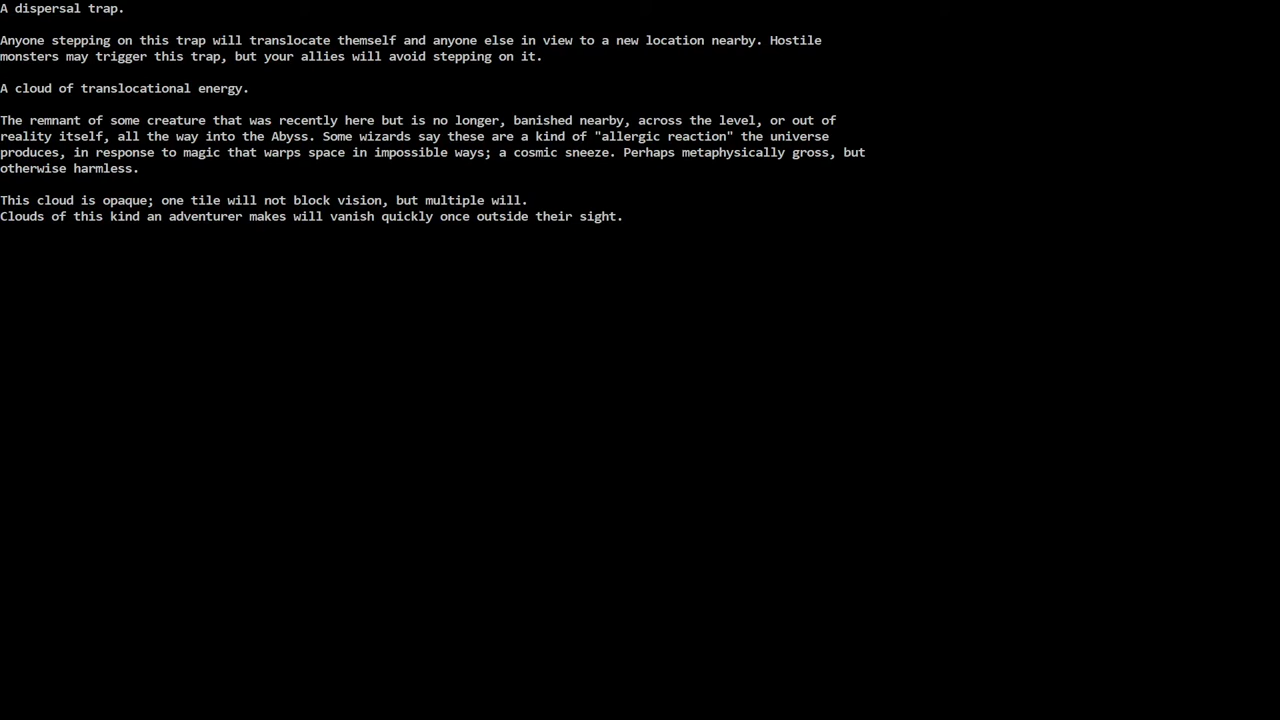 A dispersal trap.
Anyone stepping on this trap will translocate themself and anyone else in view to a new location nearby. Hostile
monsters may trigger this trap, but your allies will avoid stepping on it.
A cloud of translocational energy.
The remnant of some creature that was recently here but is no longer, banished nearby, across the level, or out of
reality itself, all the way into the Abyss. Some wizards say these are a kind of "allergic reaction" the universe
produces, in response to magic that warps space in impossible ways; a cosmic sneeze. Perhaps metaphysically gross, but
otherwise harmless.
This cloud is opaque; one tile will not block vision, but multiple will.
Clouds of this kind an adventurer makes will vanish quickly once outside their sight.